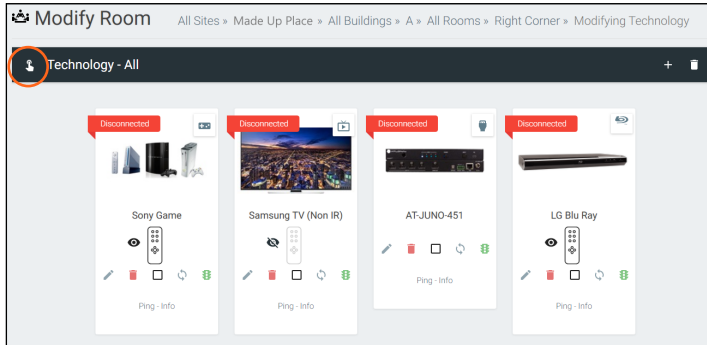 Modify Room
All Sites » Made Up Place » All Buildings » A » All Rooms » Right Corner » Modifying Technology
Technology - All
Disconnected
Disconnected
Disconnected
Disconnected
Sony Game
Samsung TV (Non IR)
AT-JUNO-451
LG Blu Ray
Ping - Info
Ping - Info
Ping - Info
Ping - Info